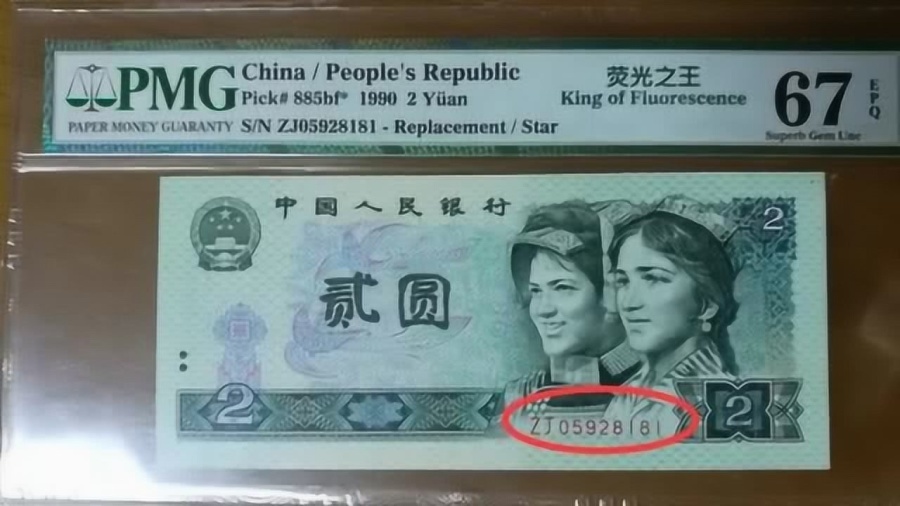 PMG
PAPER MONEY GUARANTY
China / People's Republic
Pick# 885bf* 1990 2 Yüan
S/N ZJ05928181 - Replacement / Star
荧光之王
King of Fluorescence
67
EPQ
Superb Gem Unc
中国人民银行
2
贰圆
2
ZJ05928181
2